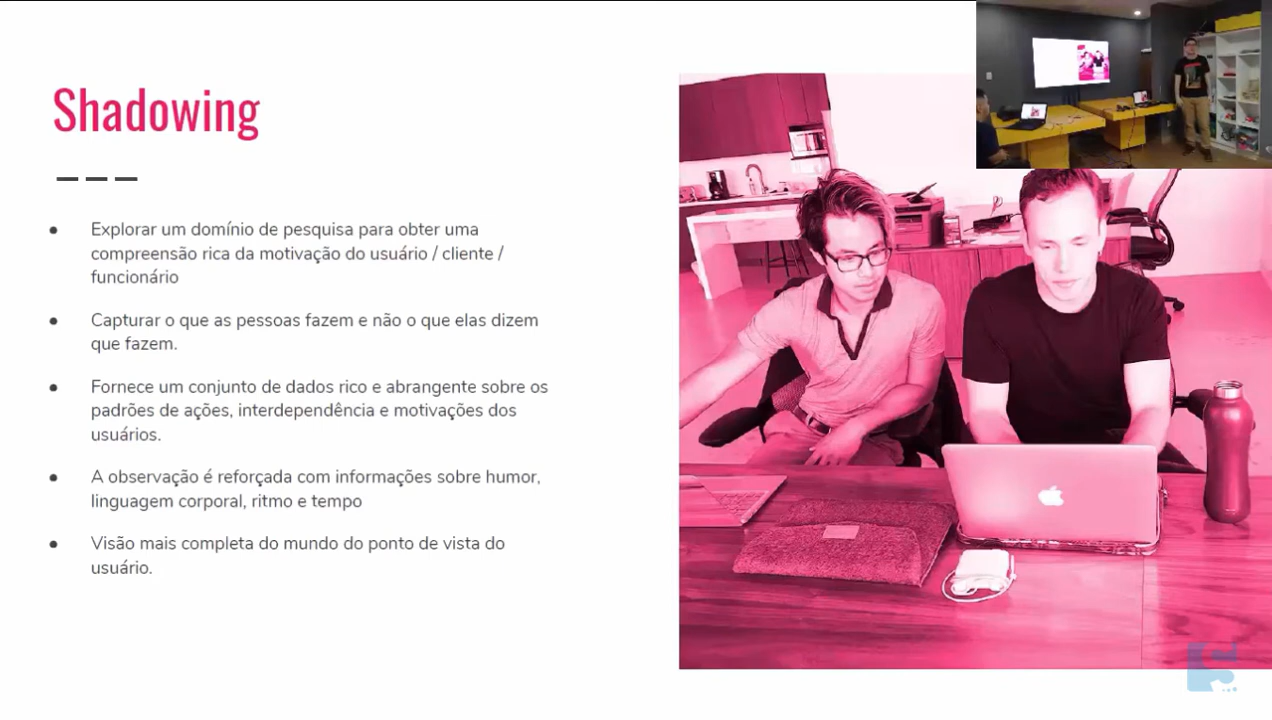 Shadowing
Explorar um domínio de pesquisa para obter uma
compreensão rica da motivação do usuário / cliente /
funcionário
Capturar o que as pessoas fazem e não o que elas dizem
que fazem.
Fornece um conjunto de dados rico e abrangente sobre os
padrões de ações, interdependência e motivações dos
usuários.
A observação é reforçada com informações sobre humor,
linguagem corporal, ritmo e tempo
Visão mais completa do mundo do ponto de vista do
usuário.